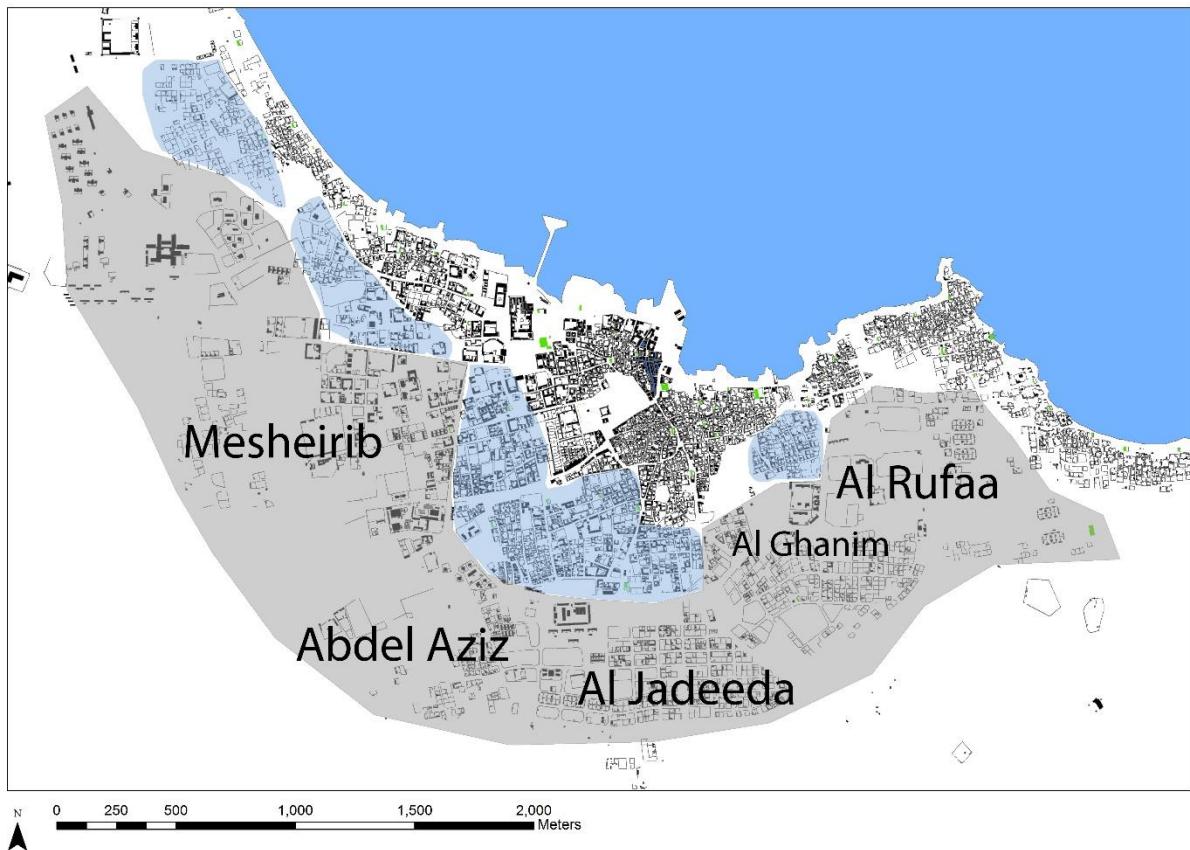 Mesheirib
Al Rufaa
Al Ghanim
Abdel Aziz
Al Jadeeda
N
0 250 500 1,000 1,500 2,000
Meters